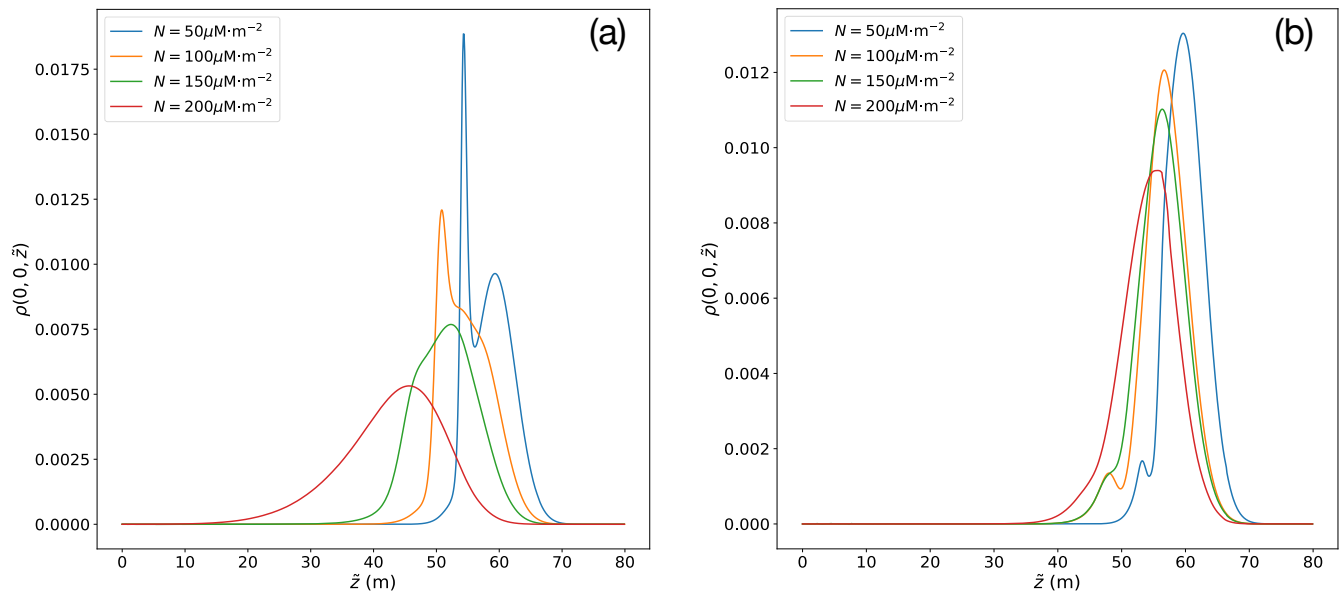 (a)
N = 50μM·m⁻²
N = 100μM·m⁻²
N = 150μM·m⁻²
N = 200μM·m⁻²
0.0175
0.0150
0.0125
0.0100
0.0075
0.0050
0.0025
0.0000
ρ(0, 0, z̃)
0 10 20 30 40 50 60 70 80
z̃ (m)
(b)
N = 50μM·m⁻²
N = 100μM·m⁻²
N = 150μM·m⁻²
N = 200μM·m⁻²
0.012
0.010
0.008
0.006
0.004
0.002
0.000
ρ(0, 0, z̃)
0 10 20 30 40 50 60 70 80
z̃ (m)